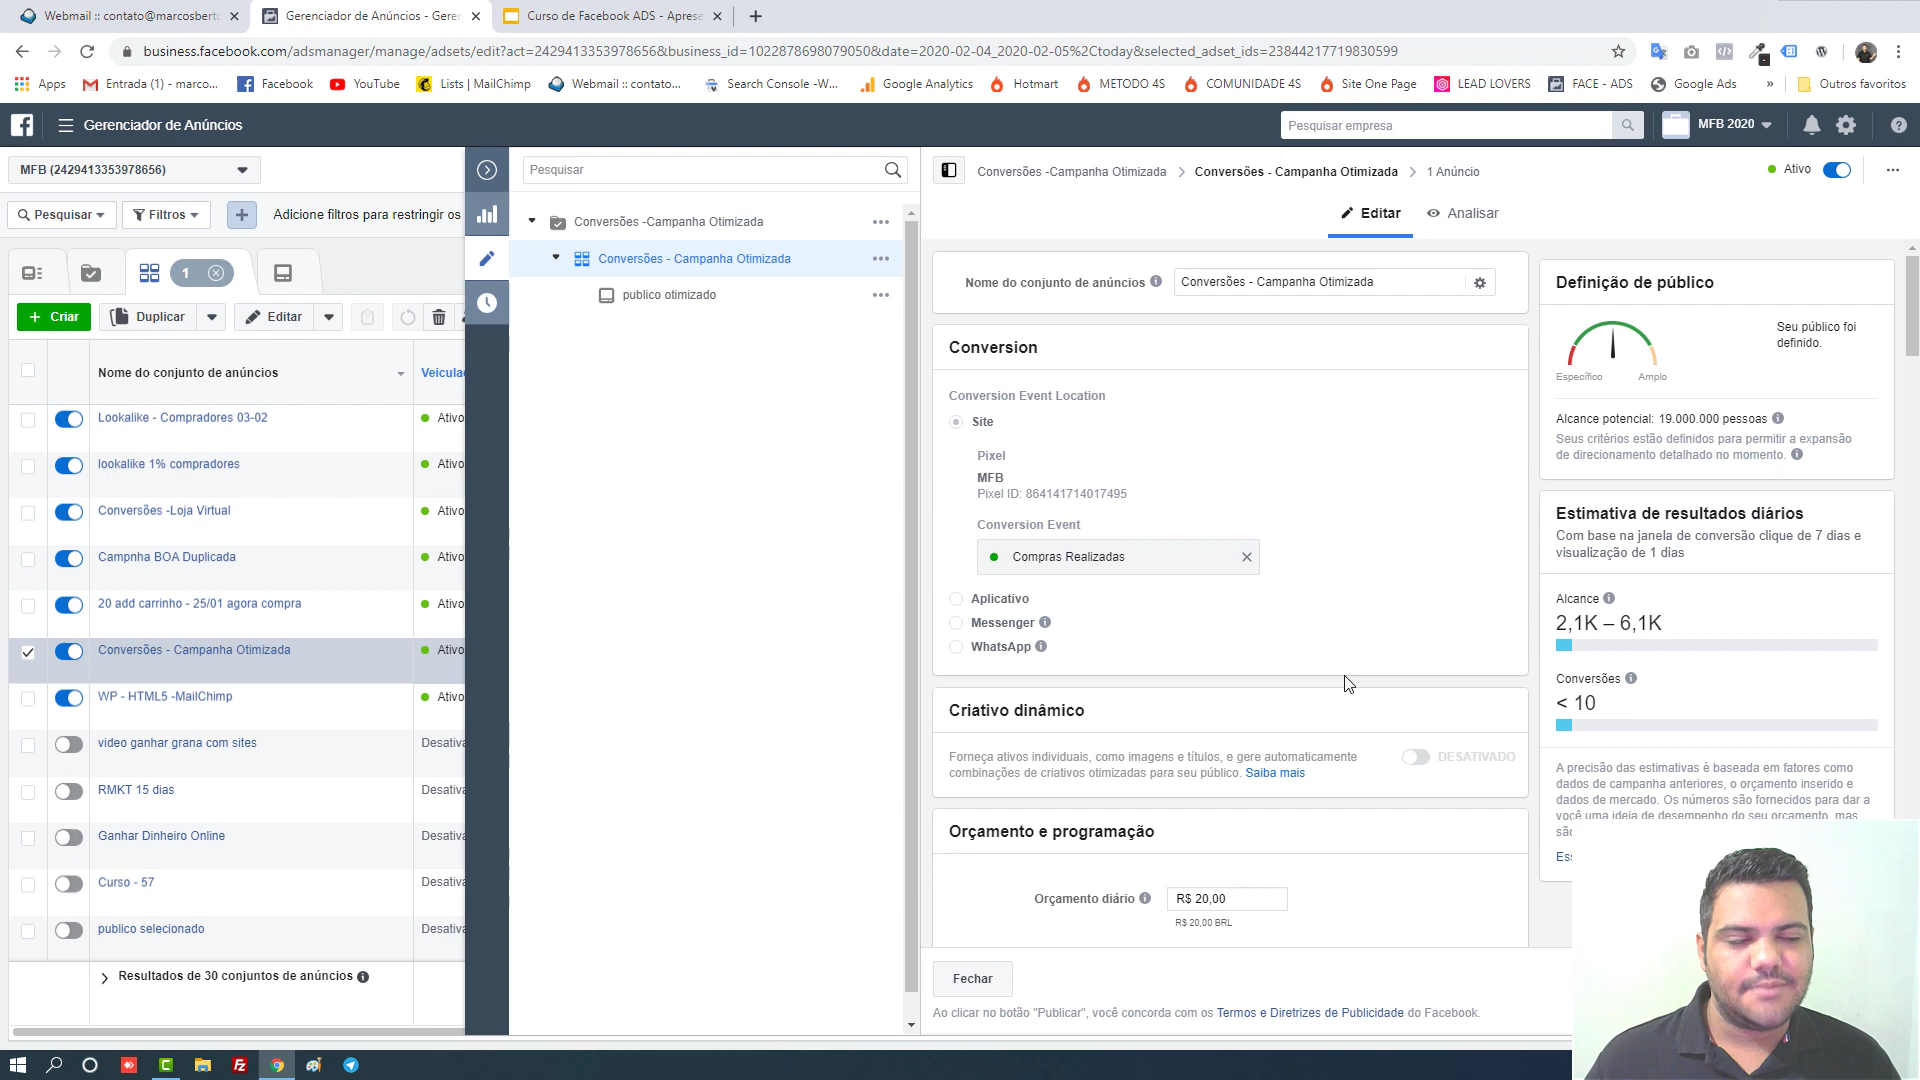 Webmail :: contato@marcosberto
Gerenciador de Anúncios - Geren
Curso de Facebook ADS - Aprese
business.facebook.com/adsmanager/manage/adsets/edit?act=2429413353978656&business_id=1022878698079050&date=2020-02-04_2020-02-05%2Ctoday&selected_adset_ids=23844217719830599
Apps
Entrada (1) - marco...
Facebook
YouTube
Lists | MailChimp
Webmail :: contato...
Search Console -W...
Google Analytics
Hotmart
METODO 4S
COMUNIDADE 4S
Site One Page
LEAD LOVERS
FACE - ADS
Google Ads
»
Outros favoritos
Gerenciador de Anúncios
Pesquisar empresa
MFB 2020
MFB (2429413353978656)
Pesquisar
Filtros
Adicione filtros para restringir os
1
Criar
Duplicar
Editar
Nome do conjunto de anúncios
Veicula
Lookalike - Compradores 03-02
Ativo
lookalike 1% compradores
Ativo
Conversões -Loja Virtual
Ativo
Campnha BOA Duplicada
Ativo
20 add carrinho - 25/01 agora compra
Ativo
Conversões - Campanha Otimizada
Ativo
WP - HTML5 -MailChimp
Ativo
video ganhar grana com sites
Desativa
RMKT 15 dias
Desativa
Ganhar Dinheiro Online
Desativa
Curso - 57
Desativa
publico selecionado
Desativa
Resultados de 30 conjuntos de anúncios
Pesquisar
Conversões -Campanha Otimizada
Conversões - Campanha Otimizada
publico otimizado
Conversões -Campanha Otimizada
Conversões - Campanha Otimizada
1 Anúncio
Ativo
Editar
Analisar
Nome do conjunto de anúncios
Conversões - Campanha Otimizada
Conversion
Conversion Event Location
Site
Pixel
MFB
Pixel ID: 864141714017495
Conversion Event
Compras Realizadas
Aplicativo
Messenger
WhatsApp
Criativo dinâmico
Forneça ativos individuais, como imagens e títulos, e gere automaticamente
combinações de criativos otimizadas para seu público. Saiba mais
DESATIVADO
Orçamento e programação
Orçamento diário
R$ 20,00
R$ 20,00 BRL
Fechar
Ao clicar no botão "Publicar", você concorda com os Termos e Diretrizes de Publicidade do Facebook.
Definição de público
Seu público foi
definido.
Específico
Amplo
Alcance potencial: 19.000.000 pessoas
Seus critérios estão definidos para permitir a expansão
de direcionamento detalhado no momento.
Estimativa de resultados diários
Com base na janela de conversão clique de 7 dias e
visualização de 1 dias
Alcance
2,1K – 6,1K
Conversões
< 10
A precisão das estimativas é baseada em fatores como
dados de campanha anteriores, o orçamento inserido e
dados de mercado. Os números são fornecidos para dar a
você uma ideia de desempenho do seu orçamento, mas